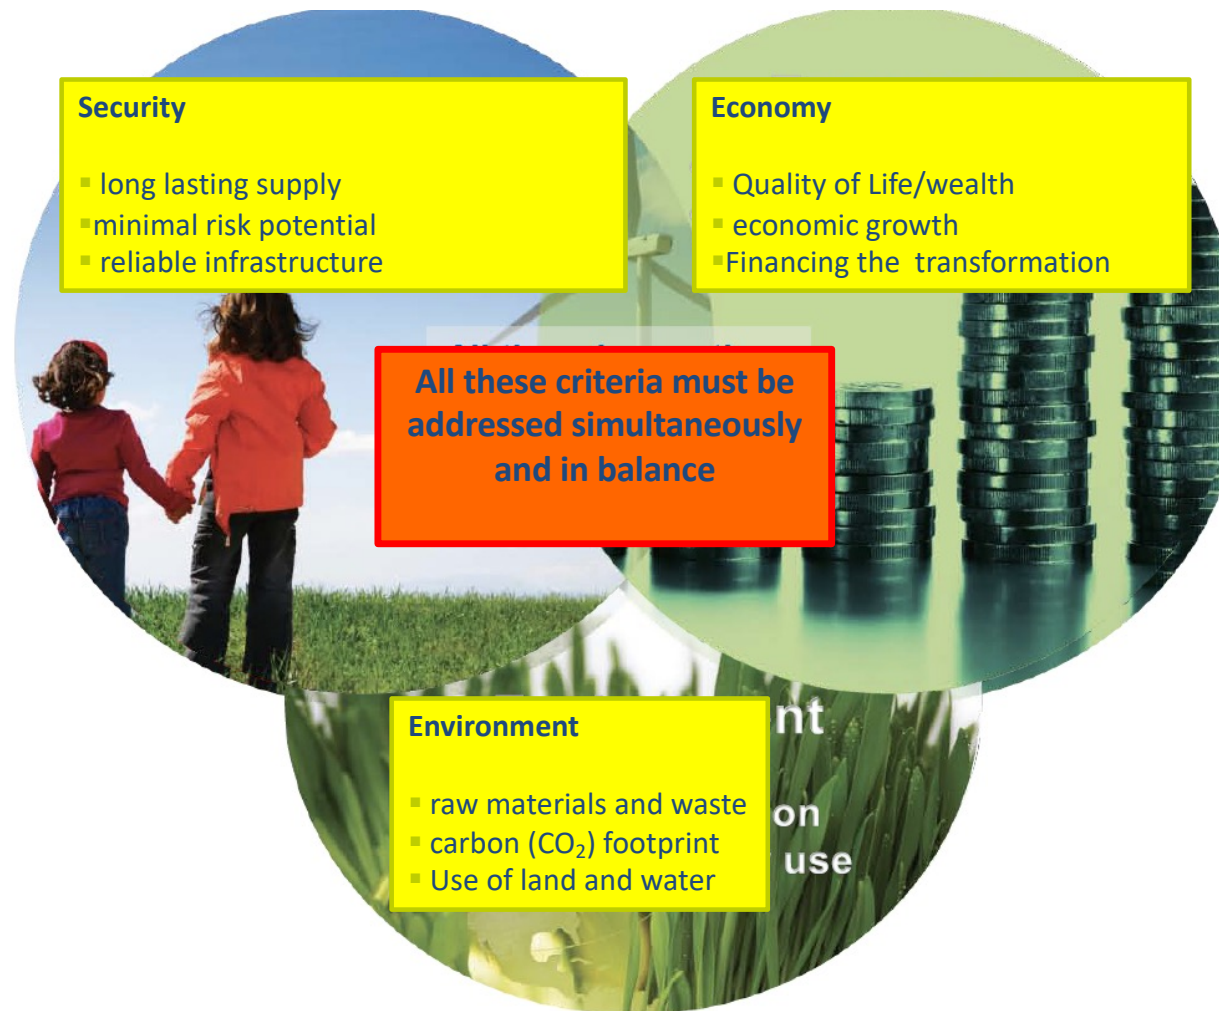 Security
▪ long lasting supply
▪minimal risk potential
▪ reliable infrastructure
Economy
▪ Quality of Life/wealth
▪ economic growth
▪Financing the  transformation
All these criteria must be
addressed simultaneously
and in balance
Environment
▪ raw materials and waste
▪ carbon (CO₂) footprint
▪ Use of land and water
nt
on
use